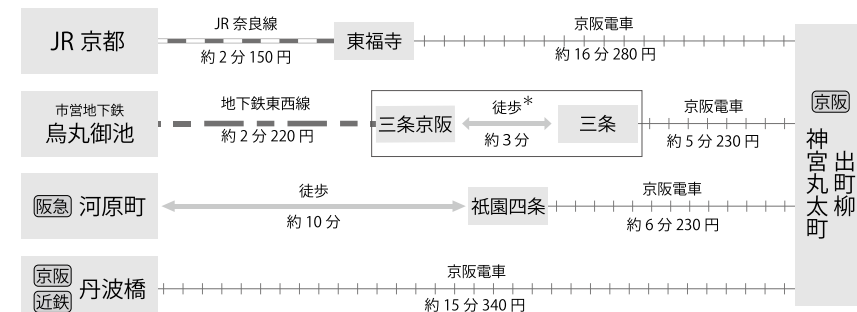 JR 京都
JR 奈良線
約 2 分 150 円
東福寺
京阪電車
約 16 分 280 円
市営地下鉄
烏丸御池
地下鉄東西線
約 2 分 220 円
三条京阪
徒歩*
約 3 分
三条
京阪電車
約 5 分 230 円
阪急 河原町
徒歩
約 10 分
祇園四条
京阪電車
約 6 分 230 円
京阪
近鉄
丹波橋
京阪電車
約 15 分 340 円
京阪
出町柳
神宮丸太町